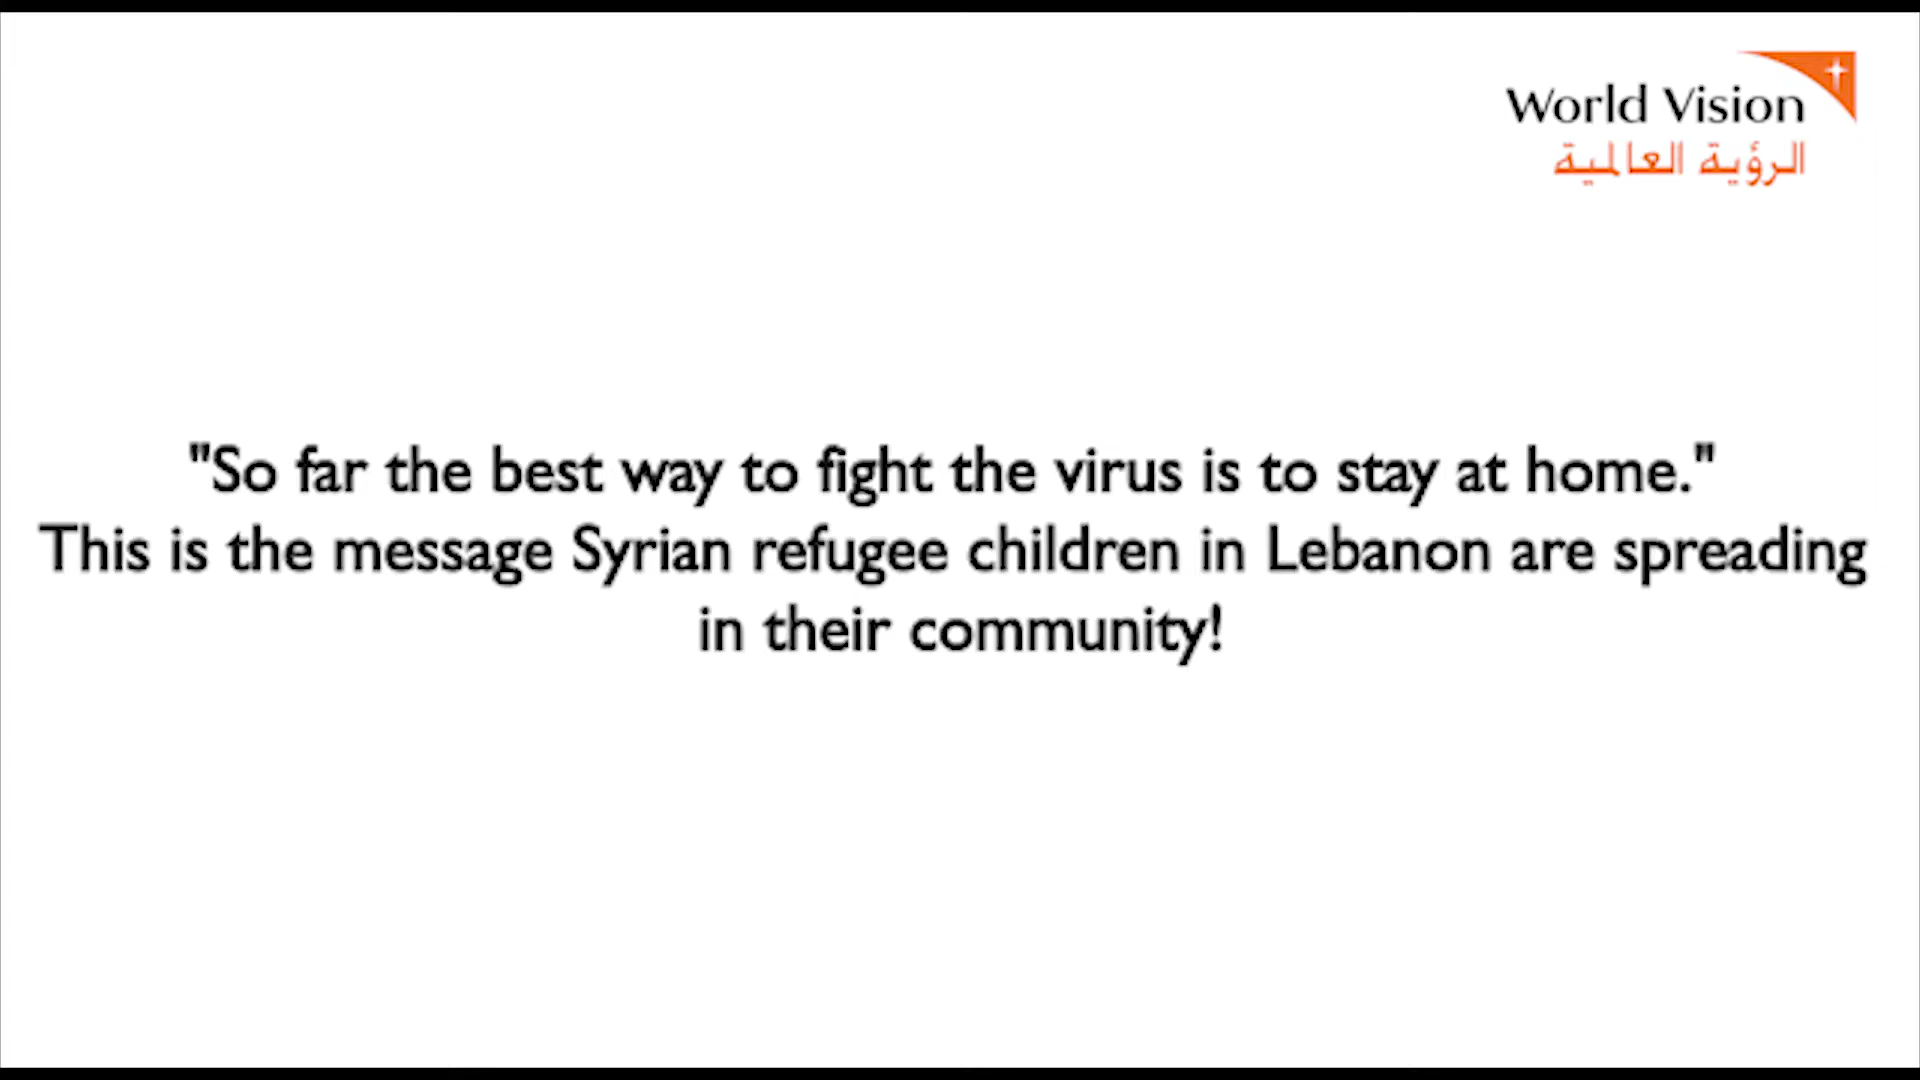 World Vision
الرؤية العالمية
"So far the best way to fight the virus is to stay at home."
This is the message Syrian refugee children in Lebanon are spreading
in their community!